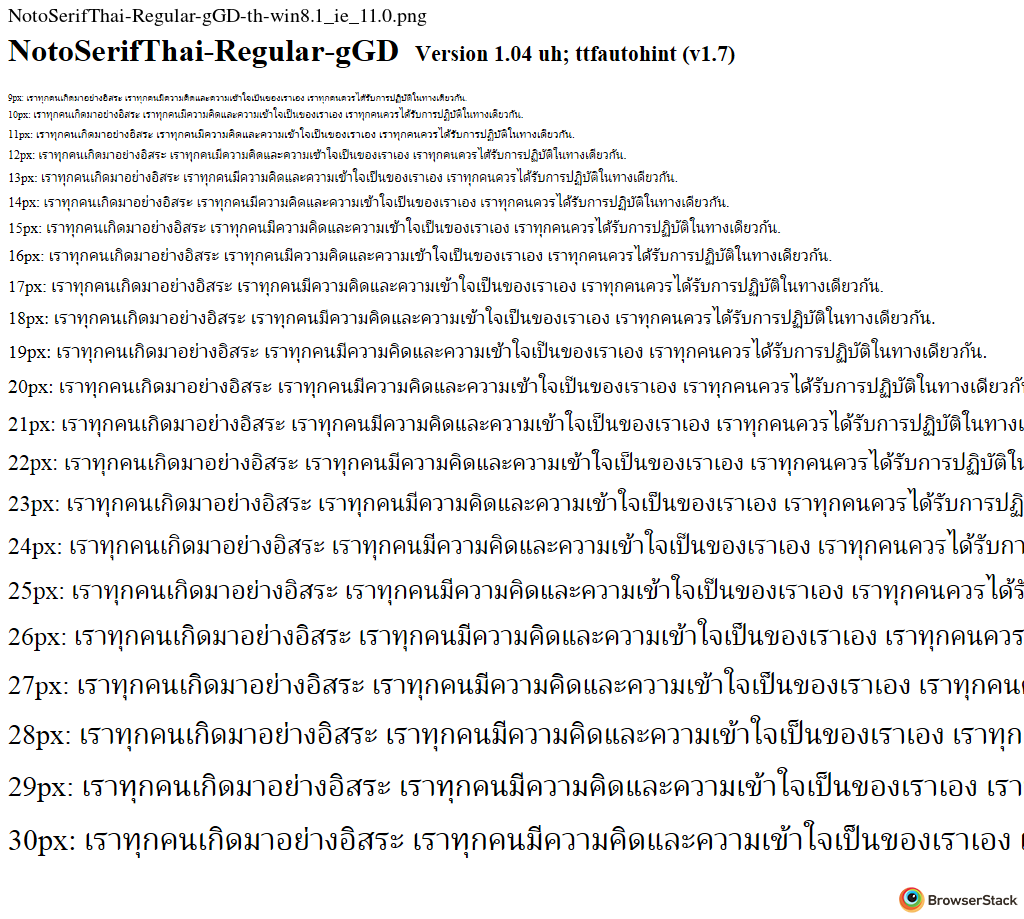 NotoSerifThai-Regular-gGD-th-win8.1_ie_11.0.png
NotoSerifThai-Regular-gGD Version 1.04 uh; ttfautohint (v1.7)
9px: เราทุกคนเกิดมาอย่างอิสระ เราทุกคนมีความคิดและความเข้าใจเป็นของเราเอง เราทุกคนควรได้รับการปฏิบัติในทางเดียวกัน.
10px: เราทุกคนเกิดมาอย่างอิสระ เราทุกคนมีความคิดและความเข้าใจเป็นของเราเอง เราทุกคนควรได้รับการปฏิบัติในทางเดียวกัน.
11px: เราทุกคนเกิดมาอย่างอิสระ เราทุกคนมีความคิดและความเข้าใจเป็นของเราเอง เราทุกคนควรได้รับการปฏิบัติในทางเดียวกัน.
12px: เราทุกคนเกิดมาอย่างอิสระ เราทุกคนมีความคิดและความเข้าใจเป็นของเราเอง เราทุกคนควรได้รับการปฏิบัติในทางเดียวกัน.
13px: เราทุกคนเกิดมาอย่างอิสระ เราทุกคนมีความคิดและความเข้าใจเป็นของเราเอง เราทุกคนควรได้รับการปฏิบัติในทางเดียวกัน.
14px: เราทุกคนเกิดมาอย่างอิสระ เราทุกคนมีความคิดและความเข้าใจเป็นของเราเอง เราทุกคนควรได้รับการปฏิบัติในทางเดียวกัน.
15px: เราทุกคนเกิดมาอย่างอิสระ เราทุกคนมีความคิดและความเข้าใจเป็นของเราเอง เราทุกคนควรได้รับการปฏิบัติในทางเดียวกัน.
16px: เราทุกคนเกิดมาอย่างอิสระ เราทุกคนมีความคิดและความเข้าใจเป็นของเราเอง เราทุกคนควรได้รับการปฏิบัติในทางเดียวกัน.
17px: เราทุกคนเกิดมาอย่างอิสระ เราทุกคนมีความคิดและความเข้าใจเป็นของเราเอง เราทุกคนควรได้รับการปฏิบัติในทางเดียวกัน.
18px: เราทุกคนเกิดมาอย่างอิสระ เราทุกคนมีความคิดและความเข้าใจเป็นของเราเอง เราทุกคนควรได้รับการปฏิบัติในทางเดียวกัน.
19px: เราทุกคนเกิดมาอย่างอิสระ เราทุกคนมีความคิดและความเข้าใจเป็นของเราเอง เราทุกคนควรได้รับการปฏิบัติในทางเดียวกัน.
20px: เราทุกคนเกิดมาอย่างอิสระ เราทุกคนมีความคิดและความเข้าใจเป็นของเราเอง เราทุกคนควรได้รับการปฏิบัติในทางเดียวกั
21px: เราทุกคนเกิดมาอย่างอิสระ เราทุกคนมีความคิดและความเข้าใจเป็นของเราเอง เราทุกคนควรได้รับการปฏิบัติในทาง
22px: เราทุกคนเกิดมาอย่างอิสระ เราทุกคนมีความคิดและความเข้าใจเป็นของเราเอง เราทุกคนควรได้รับการปฏิบัติใ
23px: เราทุกคนเกิดมาอย่างอิสระ เราทุกคนมีความคิดและความเข้าใจเป็นของเราเอง เราทุกคนควรได้รับการปฏิ
24px: เราทุกคนเกิดมาอย่างอิสระ เราทุกคนมีความคิดและความเข้าใจเป็นของเราเอง เราทุกคนควรได้รับกา
25px: เราทุกคนเกิดมาอย่างอิสระ เราทุกคนมีความคิดและความเข้าใจเป็นของเราเอง เราทุกคนควรได้รั
26px: เราทุกคนเกิดมาอย่างอิสระ เราทุกคนมีความคิดและความเข้าใจเป็นของเราเอง เราทุกคนควร
27px: เราทุกคนเกิดมาอย่างอิสระ เราทุกคนมีความคิดและความเข้าใจเป็นของเราเอง เราทุกคน
28px: เราทุกคนเกิดมาอย่างอิสระ เราทุกคนมีความคิดและความเข้าใจเป็นของเราเอง เราทุก
29px: เราทุกคนเกิดมาอย่างอิสระ เราทุกคนมีความคิดและความเข้าใจเป็นของเราเอง เรา
30px: เราทุกคนเกิดมาอย่างอิสระ เราทุกคนมีความคิดและความเข้าใจเป็นของเราเอง
BrowserStack